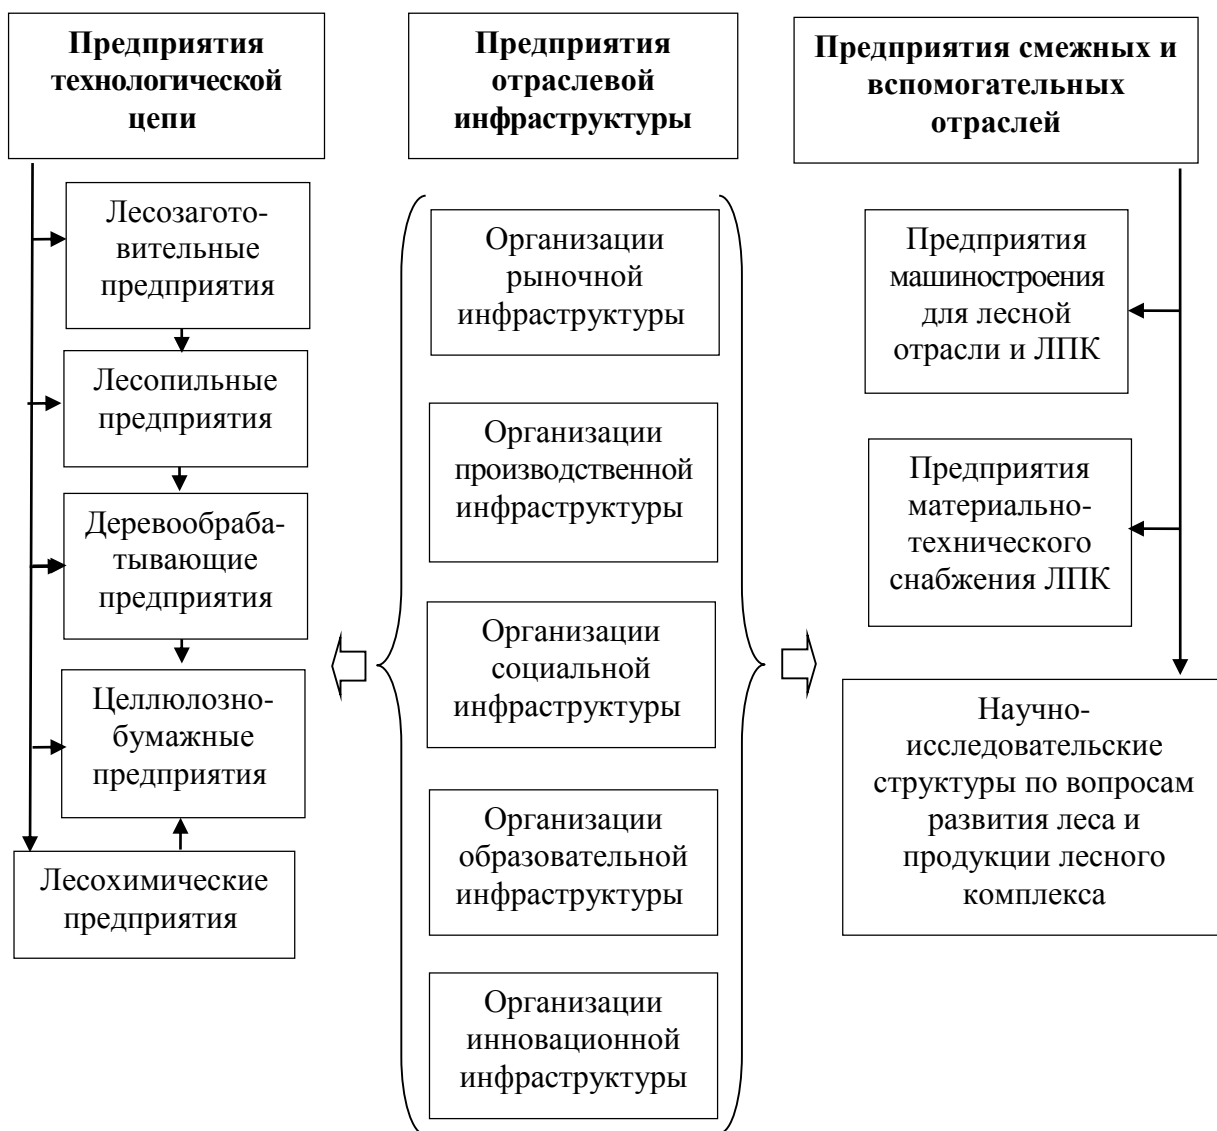 Предприятия
технологической
цепи
Лесозагото-
вительные
предприятия
Лесопильные
предприятия
Деревообраба-
тывающие
предприятия
Целлюлозно-
бумажные
предприятия
Лесохимические
предприятия
Предприятия
отраслевой
инфраструктуры
Организации
рыночной
инфраструктуры
Организации
производственной
инфраструктуры
Организации
социальной
инфраструктуры
Организации
образовательной
инфраструктуры
Организации
инновационной
инфраструктуры
Предприятия смежных и
вспомогательных
отраслей
Предприятия
машиностроения
для лесной
отрасли и ЛПК
Предприятия
материально-
технического
снабжения ЛПК
Научно-
исследовательские
структуры по вопросам
развития леса и
продукции лесного
комплекса